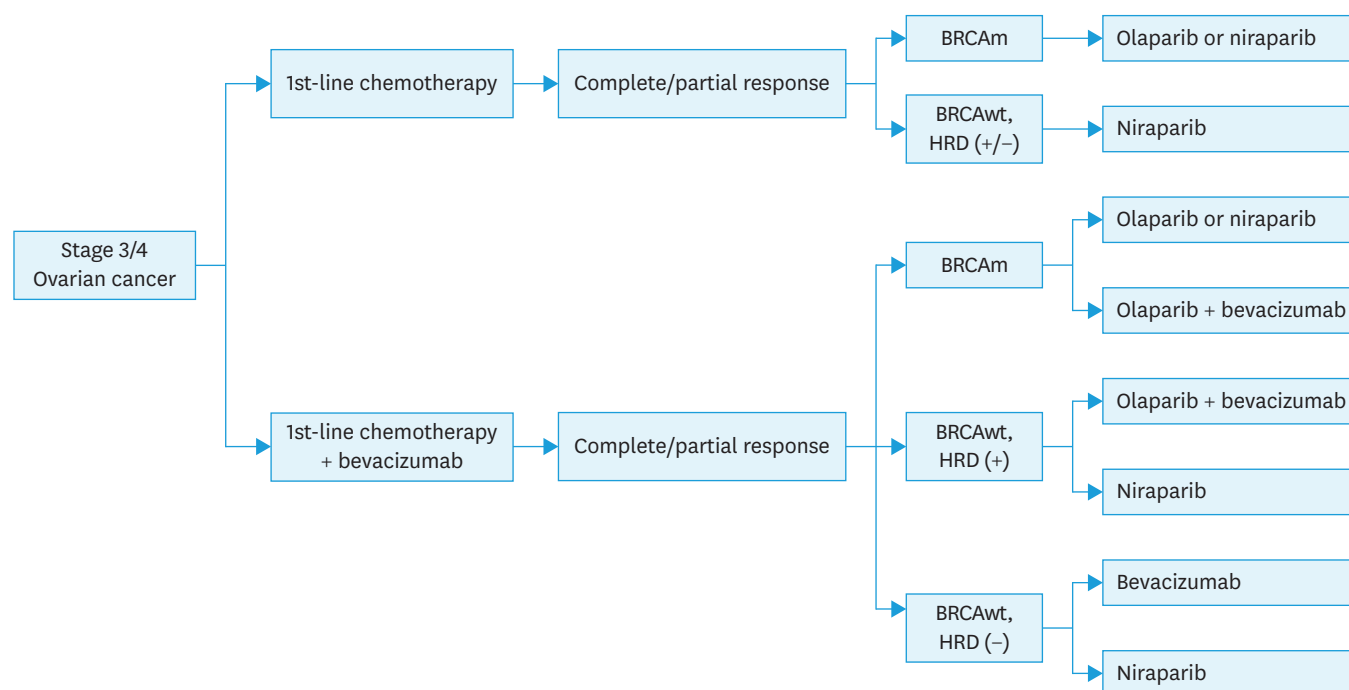 Stage 3/4
Ovarian cancer
1st-line chemotherapy
Complete/partial response
BRCAm
Olaparib or niraparib
BRCAwt,
HRD (+/−)
Niraparib
1st-line chemotherapy
+ bevacizumab
Complete/partial response
BRCAm
Olaparib or niraparib
Olaparib + bevacizumab
BRCAwt,
HRD (+)
Olaparib + bevacizumab
Niraparib
BRCAwt,
HRD (−)
Bevacizumab
Niraparib